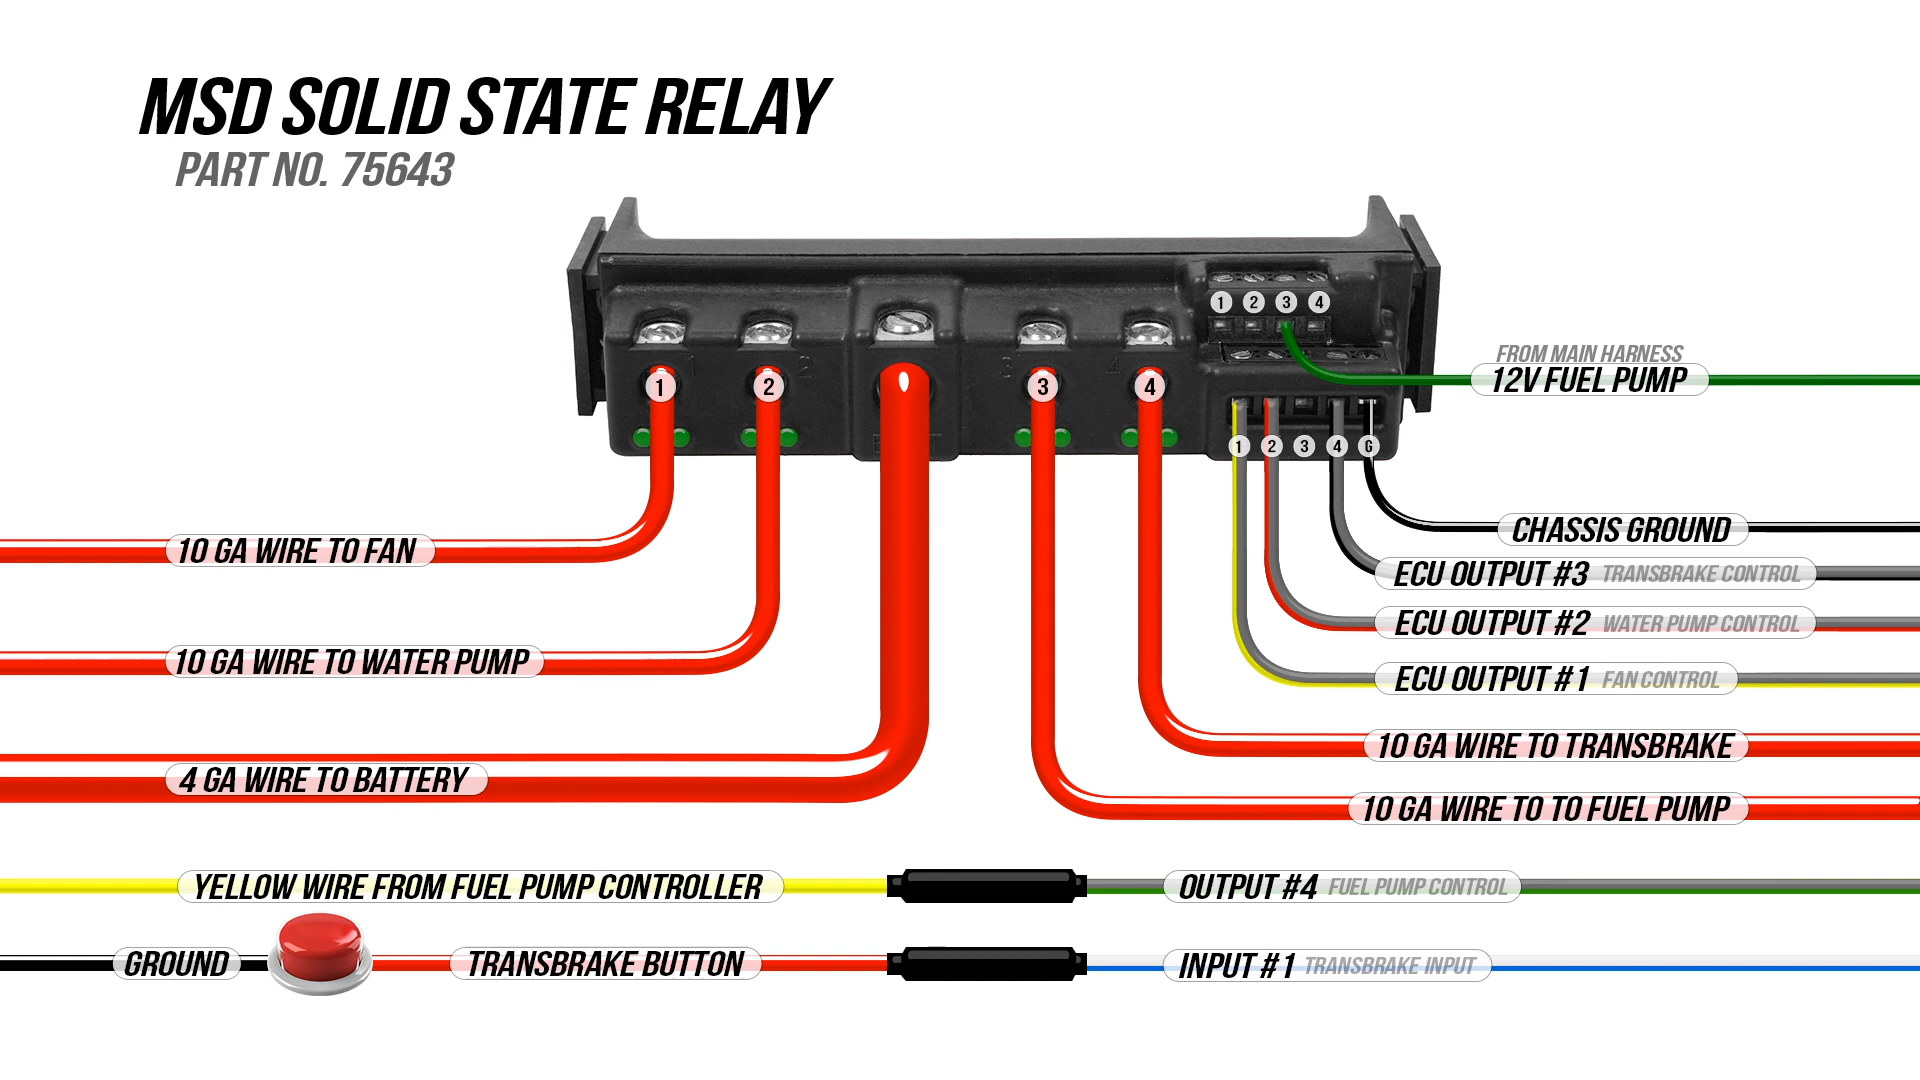 MSD SOLID STATE RELAY
PART NO. 75643
1 2 3 4
1 2
3 4
1 2 3 4
1 2 3 4 G
FROM MAIN HARNESS
12V FUEL PUMP
CHASSIS GROUND
10 GA WIRE TO FAN
ECU OUTPUT #3 TRANSBRAKE CONTROL
ECU OUTPUT #2 WATER PUMP CONTROL
10 GA WIRE TO WATER PUMP
ECU OUTPUT #1 FAN CONTROL
10 GA WIRE TO TRANSBRAKE
4 GA WIRE TO BATTERY
10 GA WIRE TO TO FUEL PUMP
YELLOW WIRE FROM FUEL PUMP CONTROLLER
OUTPUT #4 FUEL PUMP CONTROL
GROUND
TRANSBRAKE BUTTON
INPUT #1 TRANSBRAKE INPUT